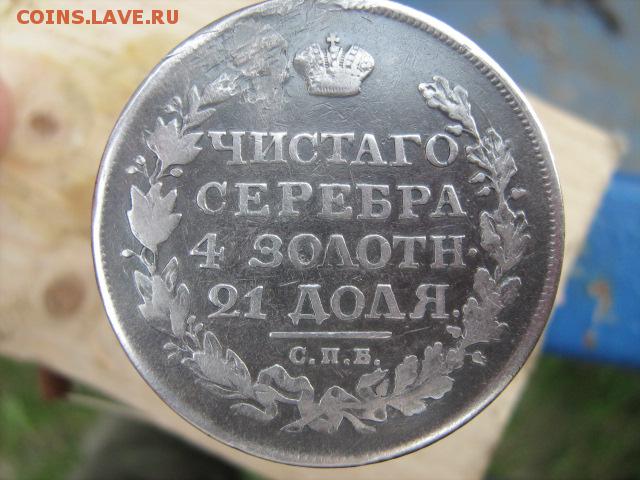 COINS.LAVE.RU
ЧИСТАГО
СЕРЕБРА
4 ЗОЛОТН.
21 ДОЛЯ.
С.П.Б.